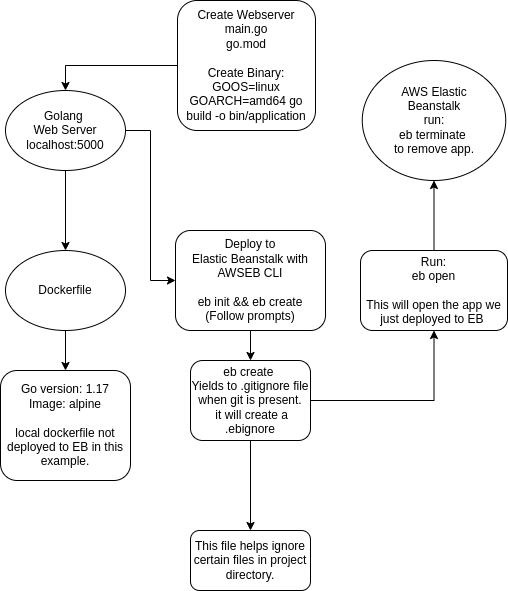 Create Webserver
main.go
go.mod
Create Binary:
GOOS=linux
GOARCH=amd64 go
build -o bin/application
Golang
Web Server
localhost:5000
Dockerfile
Go version: 1.17
Image: alpine
local dockerfile not
deployed to EB in this
example.
Deploy to
Elastic Beanstalk with
AWSEB CLI
eb init && eb create
(Follow prompts)
eb create
Yields to .gitignore file
when git is present.
it will create a
.ebignore
This file helps ignore
certain files in project
directory.
Run:
eb open
This will open the app we
just deployed to EB
AWS Elastic
Beanstalk
run:
eb terminate
to remove app.